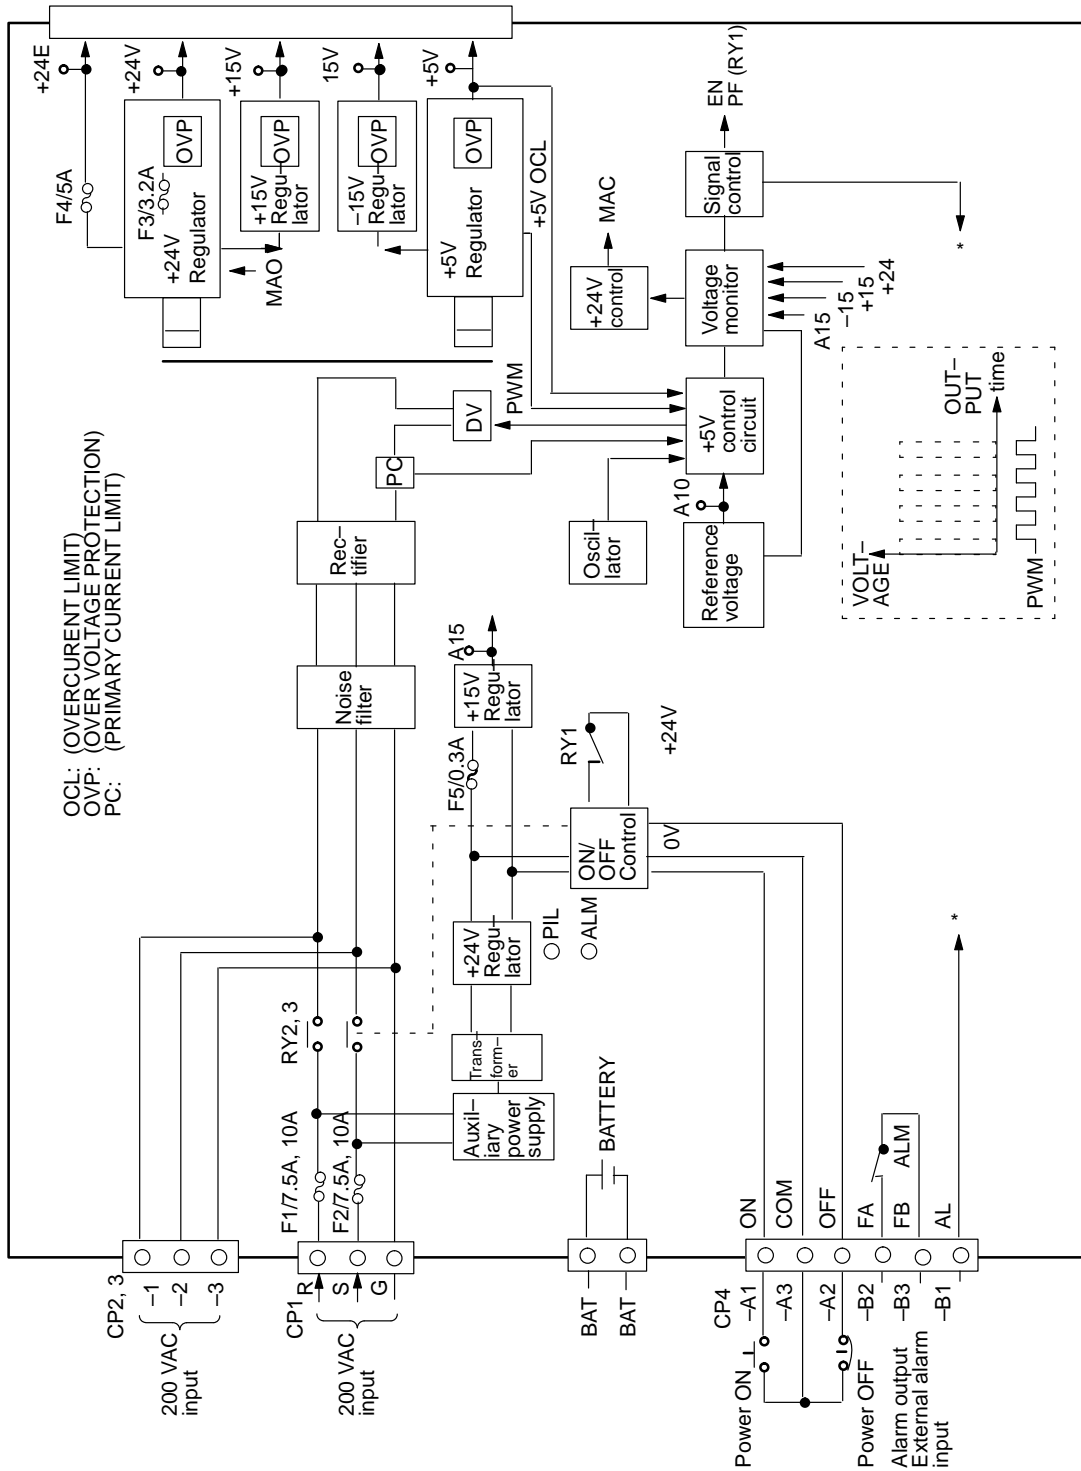 OCL: (OVERCURENT LIMIT)
OVP: (OVER VOLTAGE PROTECTION)
PC: (PRIMARY CURRENT LIMIT)
CP2, 3
–1
–2
–3
200 VAC
input
CP1
R
S
G
200 VAC
input
F1/7.5A, 10A
F2/7.5A, 10A
RY2, 3
Noise
filter
Rec–
tifier
PC
DV
PWM
F4/5A
F3/3.2A
+24V
Regulator
OVP
MAO
+15V
Regu–
lator
OVP
–15V
Regu–
lator
OVP
+5V
Regulator
OVP
+24E
+24V
+15V
15V
+5V
+5V OCL
Auxil–
iary
power
supply
Trans–
form–
er
+24V
Regu–
lator
F5/0.3A
+15V
Regu–
lator
A15
PIL
ALM
ON/
OFF
Control
RY1
+24V
0V
Oscil–
lator
Reference
voltage
A10
+5V
control
circuit
+24V
control
MAC
Voltage
monitor
A15
–15
+15
+24
Signal
control
EN
PF (RY1)
*
BAT
BAT
BATTERY
CP4
–A1
–A3
–A2
–B2
–B3
–B1
ON
COM
OFF
FA
FB
AL
ALM
*
Power ON
Power OFF
Alarm output
External alarm
input
VOLT–
AGE
OUT–
PUT
time
PWM